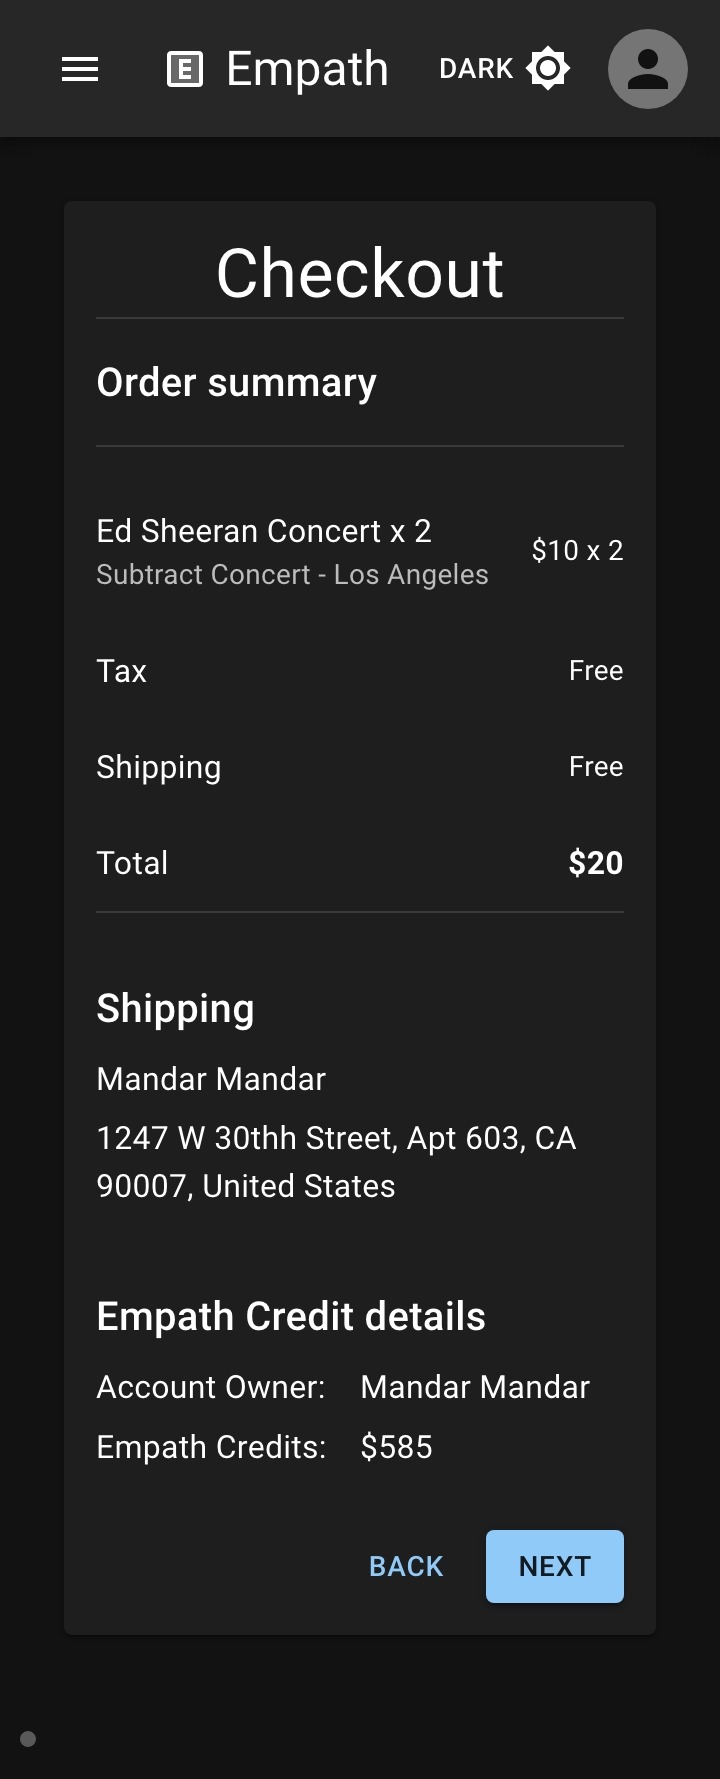 E Empath DARK
Checkout
Order summary
Ed Sheeran Concert x 2
Subtract Concert - Los Angeles
$10 x 2
Tax Free
Shipping Free
Total $20
Shipping
Mandar Mandar
1247 W 30thh Street, Apt 603, CA
90007, United States
Empath Credit details
Account Owner: Mandar Mandar
Empath Credits: $585
BACK NEXT